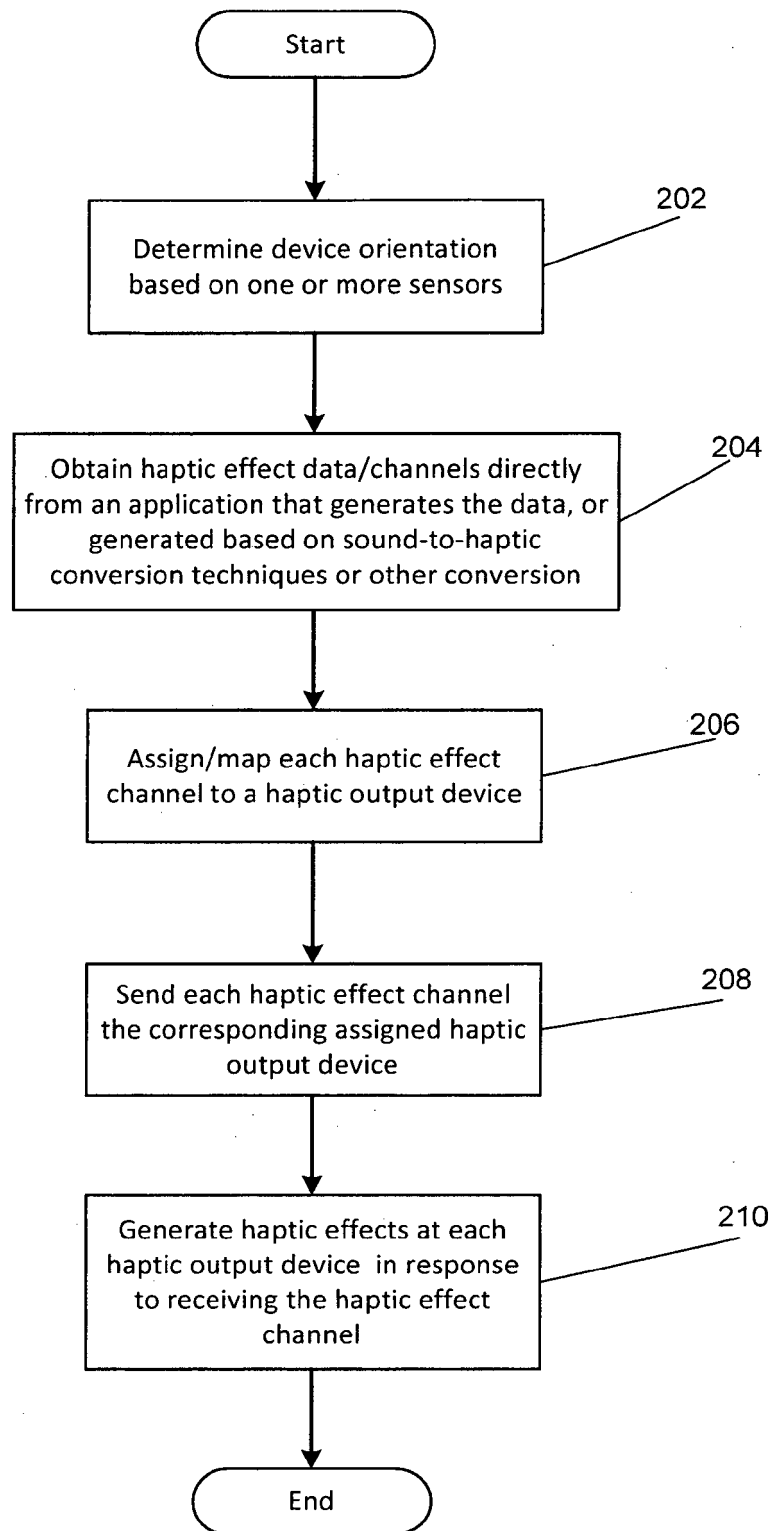 Start
202
Determine device orientation
based on one or more sensors
204
Obtain haptic effect data/channels directly
from an application that generates the data, or
generated based on sound-to-haptic
conversion techniques or other conversion
206
Assign/map each haptic effect
channel to a haptic output device
208
Send each haptic effect channel
the corresponding assigned haptic
output device
210
Generate haptic effects at each
haptic output device in response
to receiving the haptic effect
channel
End